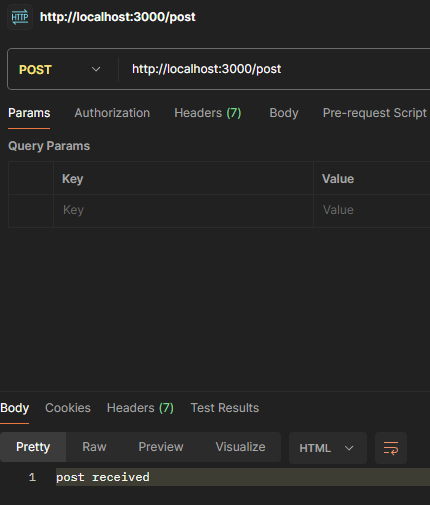 HTTP http://localhost:3000/post
POST http://localhost:3000/post
Params Authorization Headers (7) Body Pre-request Script
Query Params
Key Value
Key Value
Body Cookies Headers (7) Test Results
Pretty Raw Preview Visualize HTML
1 post received